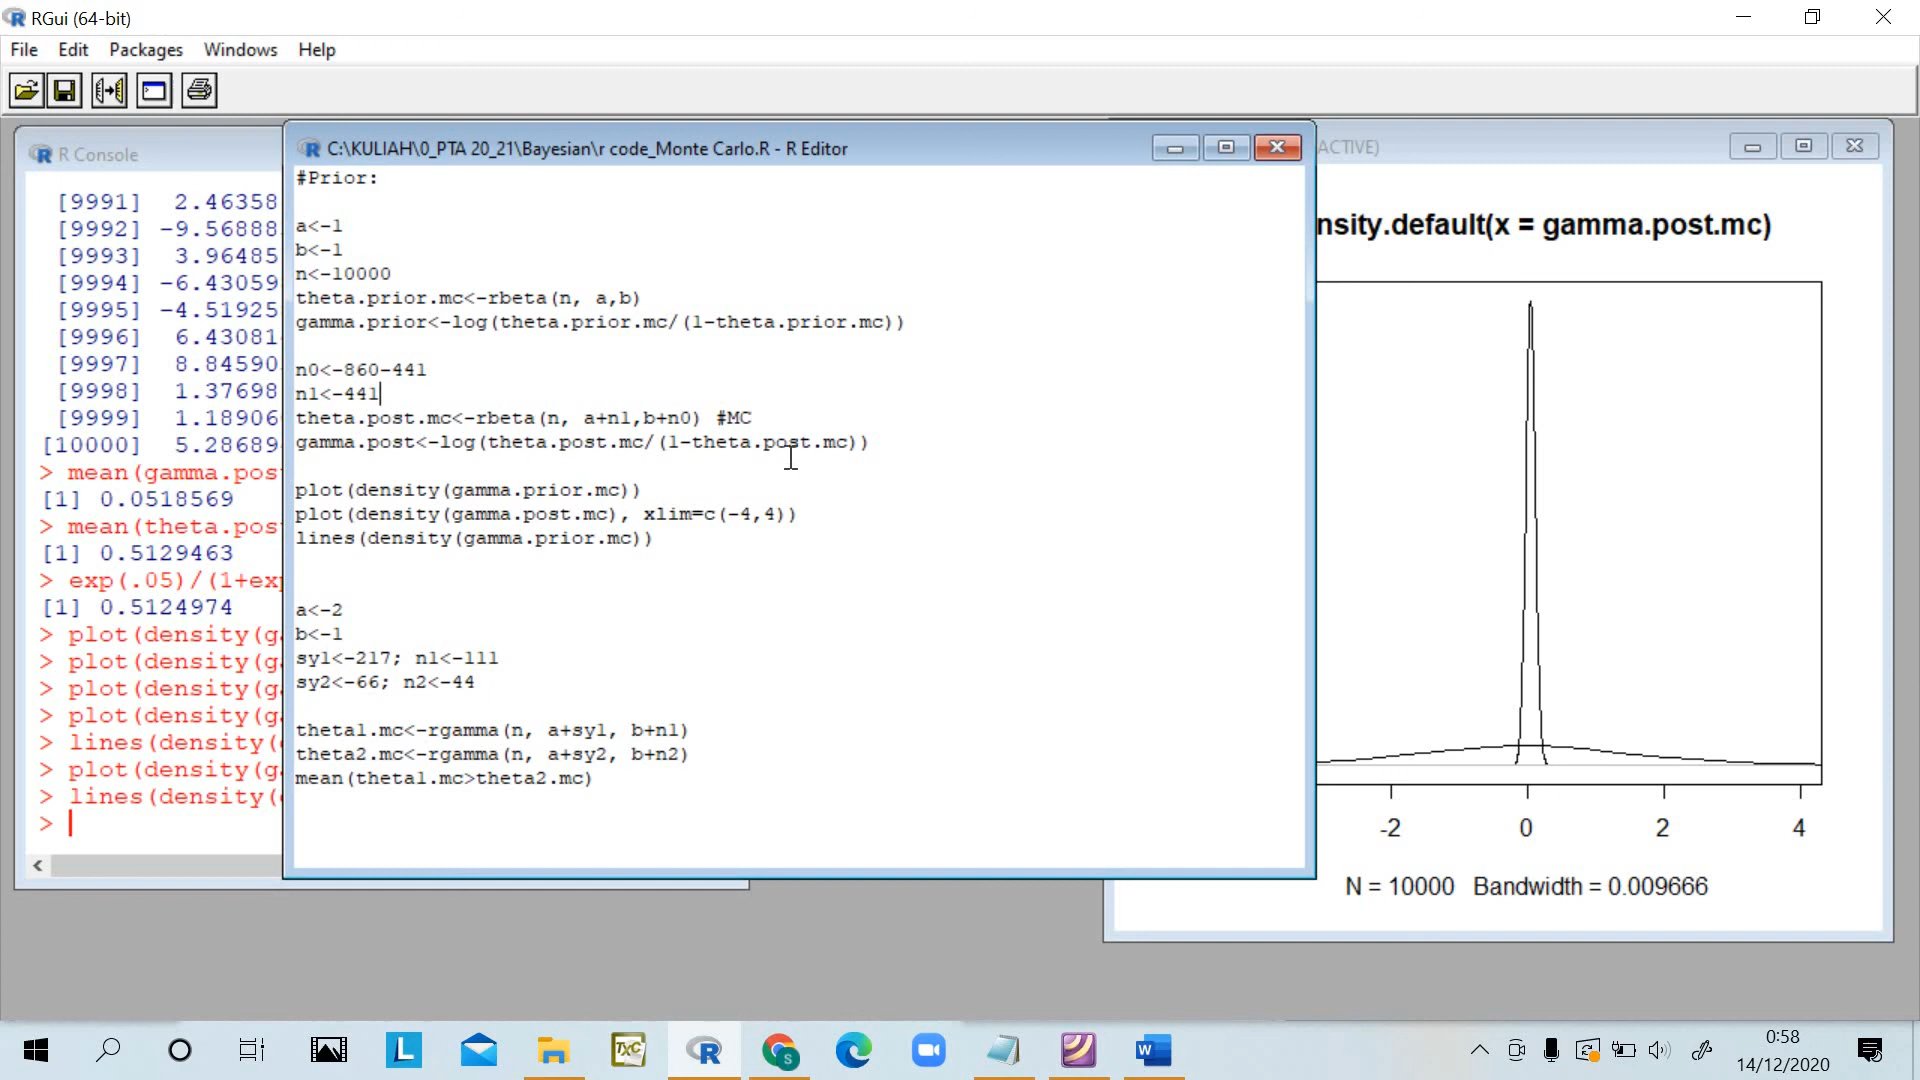 RGui (64-bit)
File Edit Packages Windows Help
R Console
[9991] 2.46358
[9992] -9.56888
[9993] 3.96485
[9994] -6.43059
[9995] -4.51925
[9996] 6.43081
[9997] 8.84590
[9998] 1.37698
[9999] 1.18906
[10000] 5.28689
> mean(gamma.pos
[1] 0.0518569
> mean(theta.pos
[1] 0.5129463
> exp(.05)/(1+ex
[1] 0.5124974
> plot(density(g
> plot(density(g
> plot(density(g
> plot(density(g
> lines(density(
> plot(density(g
> lines(density(
>
C:\KULIAH\0_PTA 20_21\Bayesian\r code_Monte Carlo.R - R Editor
#Prior:
a<-1
b<-1
n<-10000
theta.prior.mc<-rbeta(n, a,b)
gamma.prior<-log(theta.prior.mc/(1-theta.prior.mc))
n0<-860-441
n1<-441
theta.post.mc<-rbeta(n, a+n1,b+n0) #MC
gamma.post<-log(theta.post.mc/(1-theta.post.mc))
plot(density(gamma.prior.mc))
plot(density(gamma.post.mc), xlim=c(-4,4))
lines(density(gamma.prior.mc))
a<-2
b<-1
sy1<-217; n1<-111
sy2<-66; n2<-44
theta1.mc<-rgamma(n, a+sy1, b+n1)
theta2.mc<-rgamma(n, a+sy2, b+n2)
mean(theta1.mc>theta2.mc)
ACTIVE)
nsity.default(x = gamma.post.mc)
-2 0 2 4
N = 10000 Bandwidth = 0.009666
L
TXC
R
S
W
0:58
14/12/2020